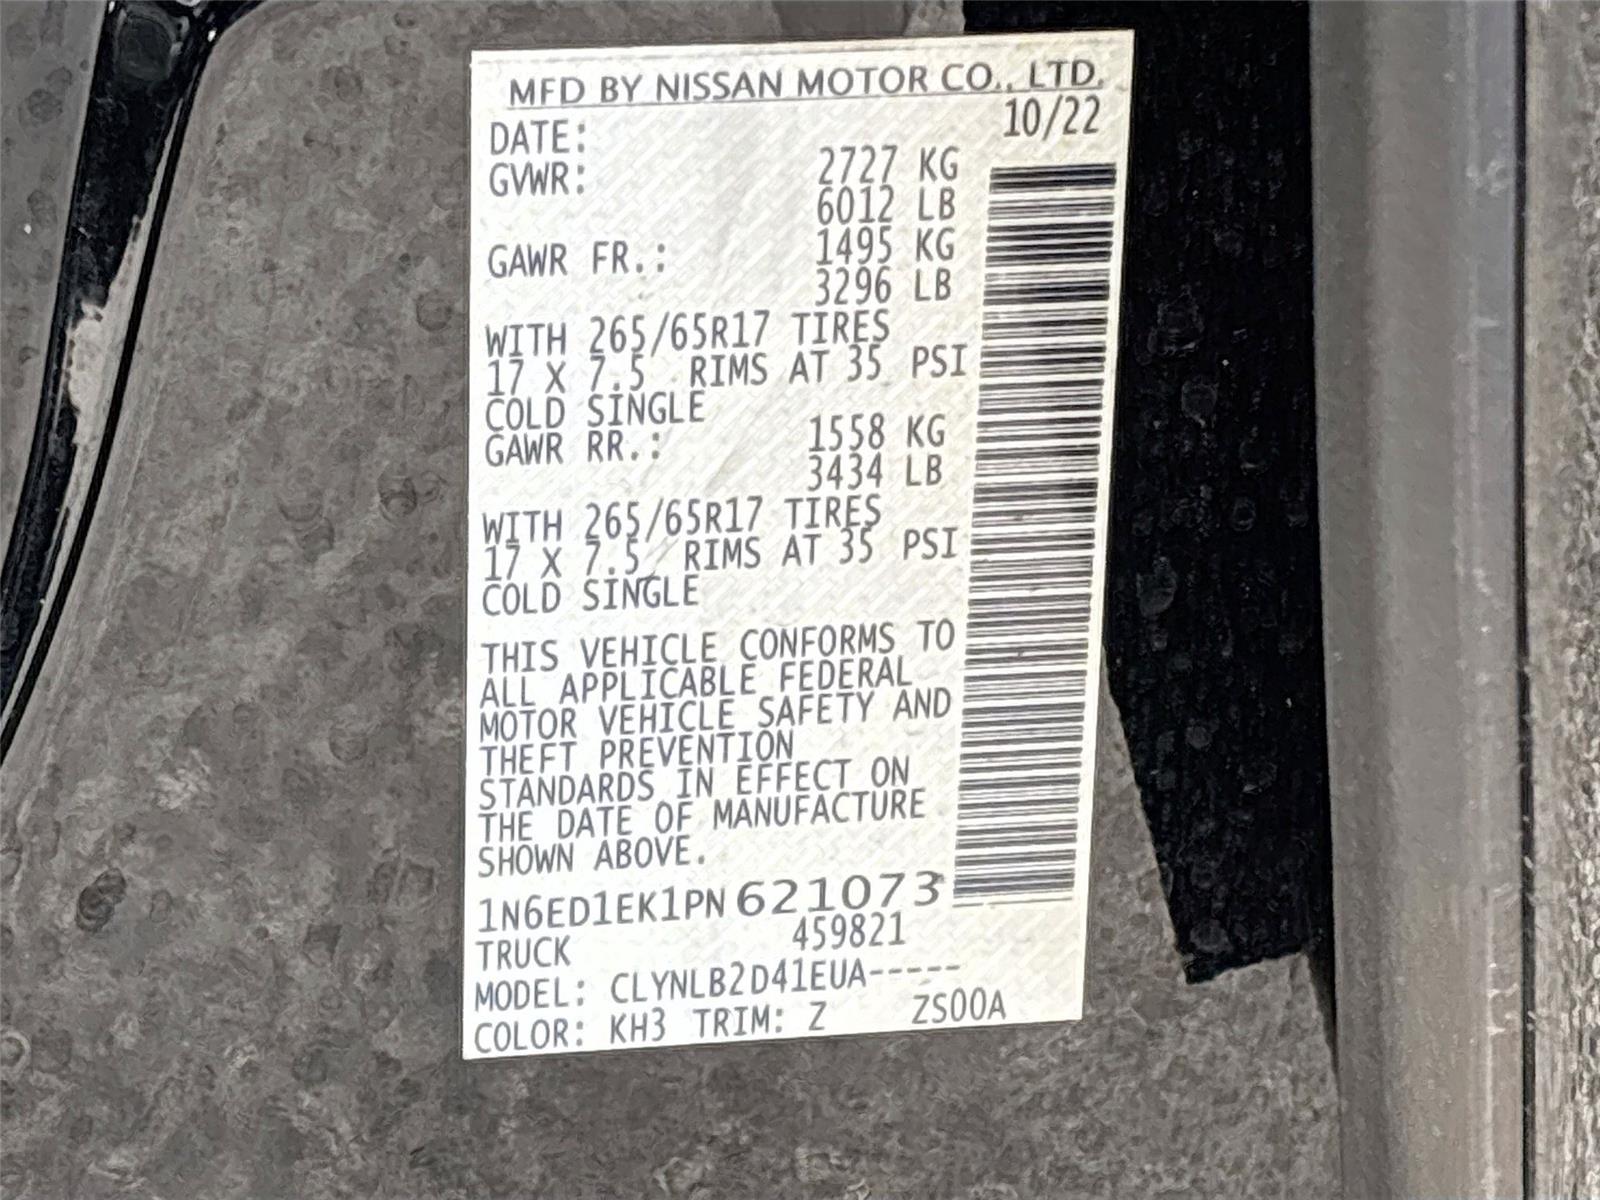 MFD BY NISSAN MOTOR CO., LTD.
DATE: 10/22
GVWR: 2727 KG
6012 LB
GAWR FR.: 1495 KG
3296 LB
WITH 265/65R17 TIRES
17 X 7.5 RIMS AT 35 PSI
COLD SINGLE
GAWR RR.: 1558 KG
3434 LB
WITH 265/65R17 TIRES
17 X 7.5 RIMS AT 35 PSI
COLD SINGLE
THIS VEHICLE CONFORMS TO
ALL APPLICABLE FEDERAL
MOTOR VEHICLE SAFETY AND
THEFT PREVENTION
STANDARDS IN EFFECT ON
THE DATE OF MANUFACTURE
SHOWN ABOVE.
1N6ED1EK1PN621073
TRUCK 459821
MODEL: CLYNLB2D41EUA-----
COLOR: KH3 TRIM: Z ZS00A